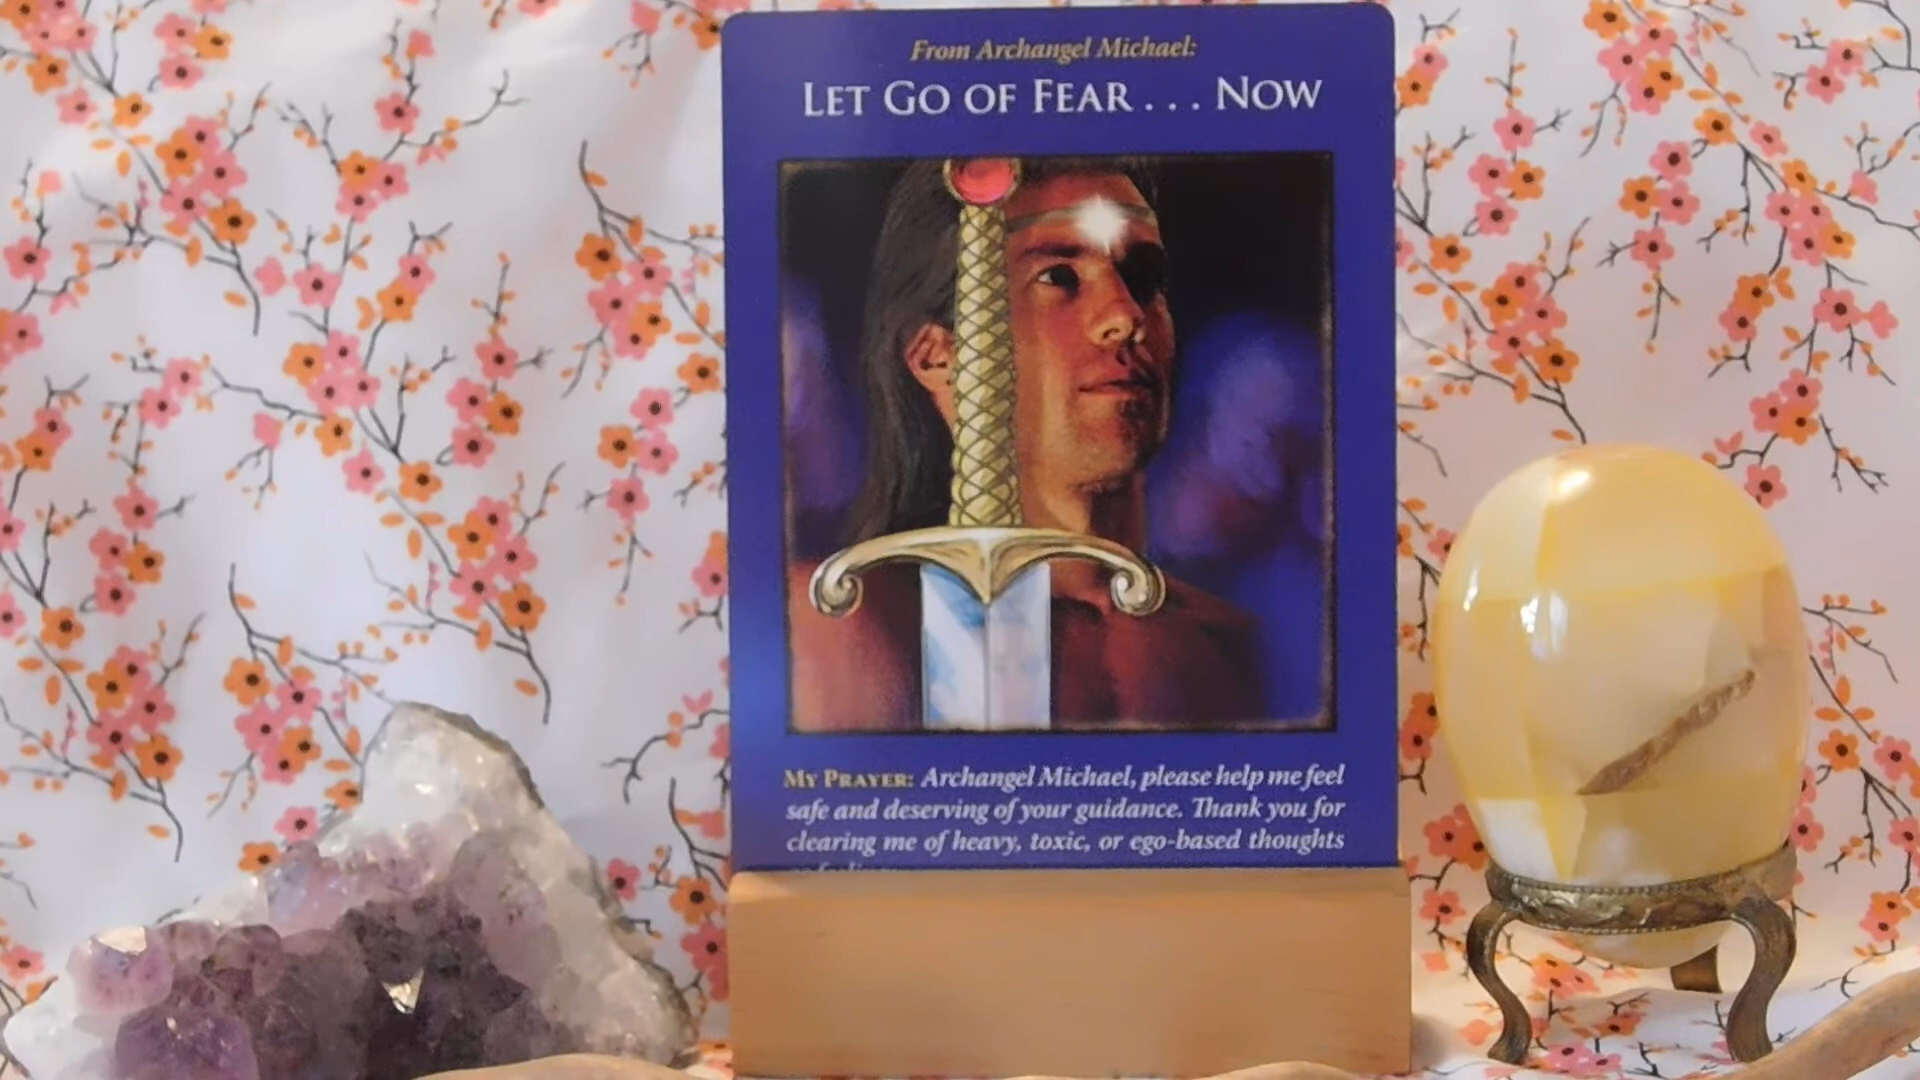 From Archangel Michael:
LET GO OF FEAR . . . NOW
MY PRAYER: Archangel Michael, please help me feel
safe and deserving of your guidance. Thank you for
clearing me of heavy, toxic, or ego-based thoughts